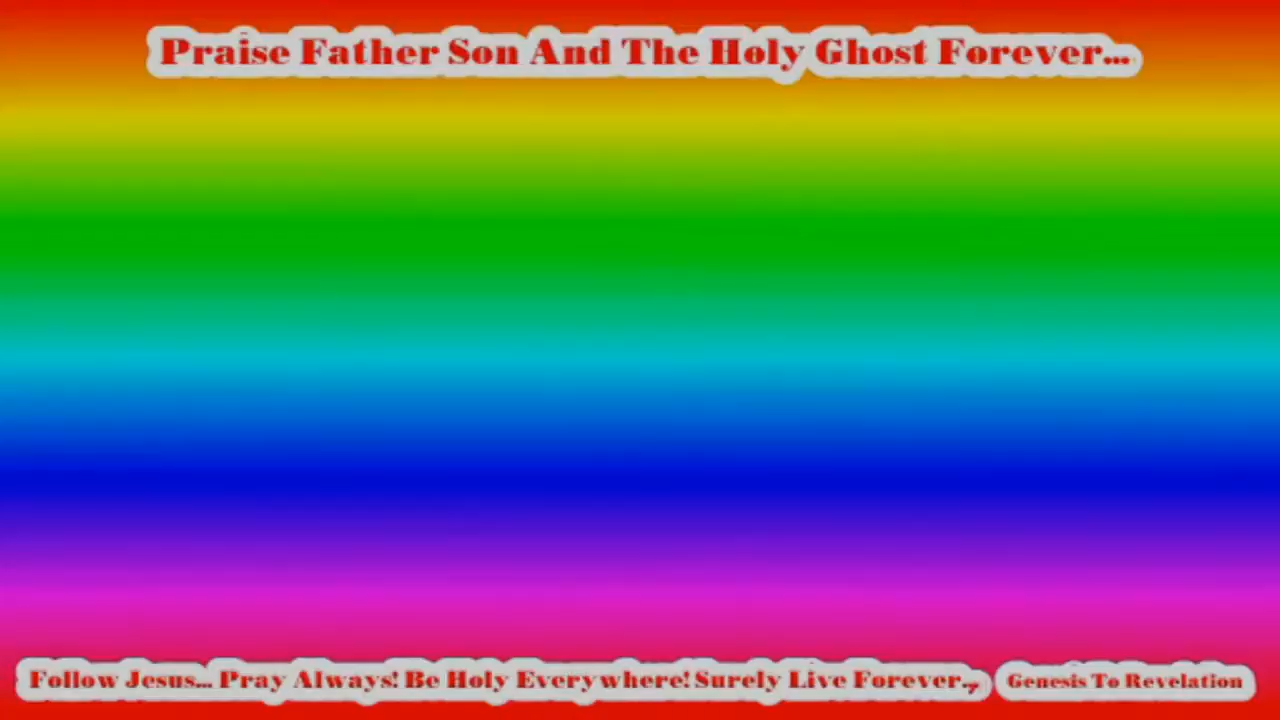 Praise Father Son And The Holy Ghost Forever...
Follow Jesus... Pray Always! Be Holy Everywhere! Surely Live Forever.,, Genesis To Revelation